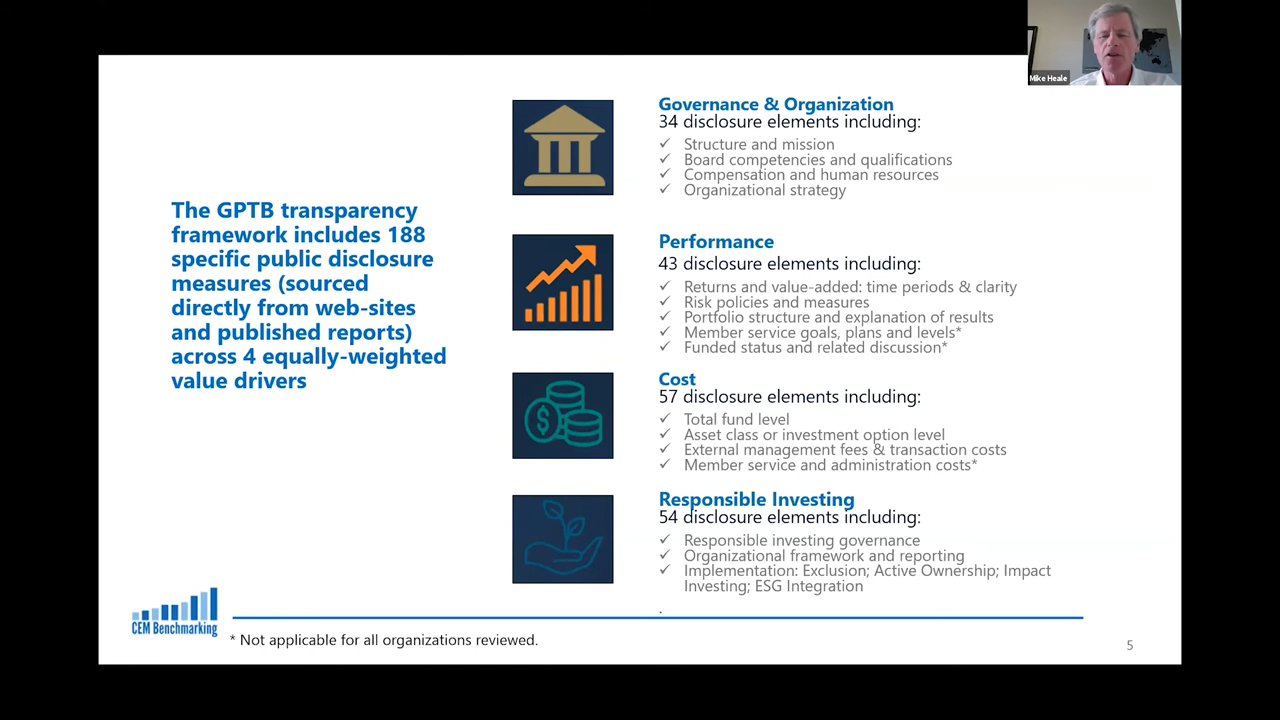 Mike Heale
The GPTB transparency
framework includes 188
specific public disclosure
measures (sourced
directly from web-sites
and published reports)
across 4 equally-weighted
value drivers
Governance & Organization
34 disclosure elements including:
✓ Structure and mission
✓ Board competencies and qualifications
✓ Compensation and human resources
✓ Organizational strategy
Performance
43 disclosure elements including:
✓ Returns and value-added: time periods & clarity
✓ Risk policies and measures
✓ Portfolio structure and explanation of results
✓ Member service goals, plans and levels*
✓ Funded status and related discussion*
$
Cost
57 disclosure elements including:
✓ Total fund level
✓ Asset class or investment option level
✓ External management fees & transaction costs
✓ Member service and administration costs*
Responsible Investing
54 disclosure elements including:
✓ Responsible investing governance
✓ Organizational framework and reporting
✓ Implementation: Exclusion; Active Ownership; Impact
Investing; ESG Integration
CEM Benchmarking
* Not applicable for all organizations reviewed.
5